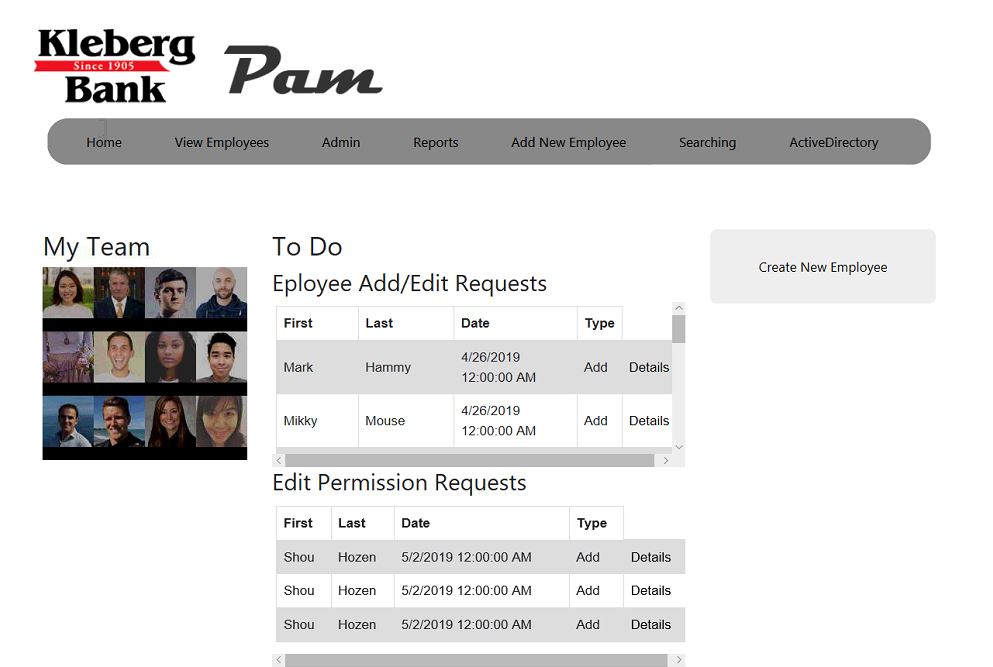 Kleberg
Since 1905
Bank
Pam
Home View Employees Admin Reports Add New Employee Searching ActiveDirectory
My Team
To Do
Eployee Add/Edit Requests
First Last Date Type
Mark Hammy 4/26/2019 12:00:00 AM Add Details
Mikky Mouse 4/26/2019 12:00:00 AM Add Details
Edit Permission Requests
First Last Date Type
Shou Hozen 5/2/2019 12:00:00 AM Add Details
Shou Hozen 5/2/2019 12:00:00 AM Add Details
Shou Hozen 5/2/2019 12:00:00 AM Add Details
Create New Employee